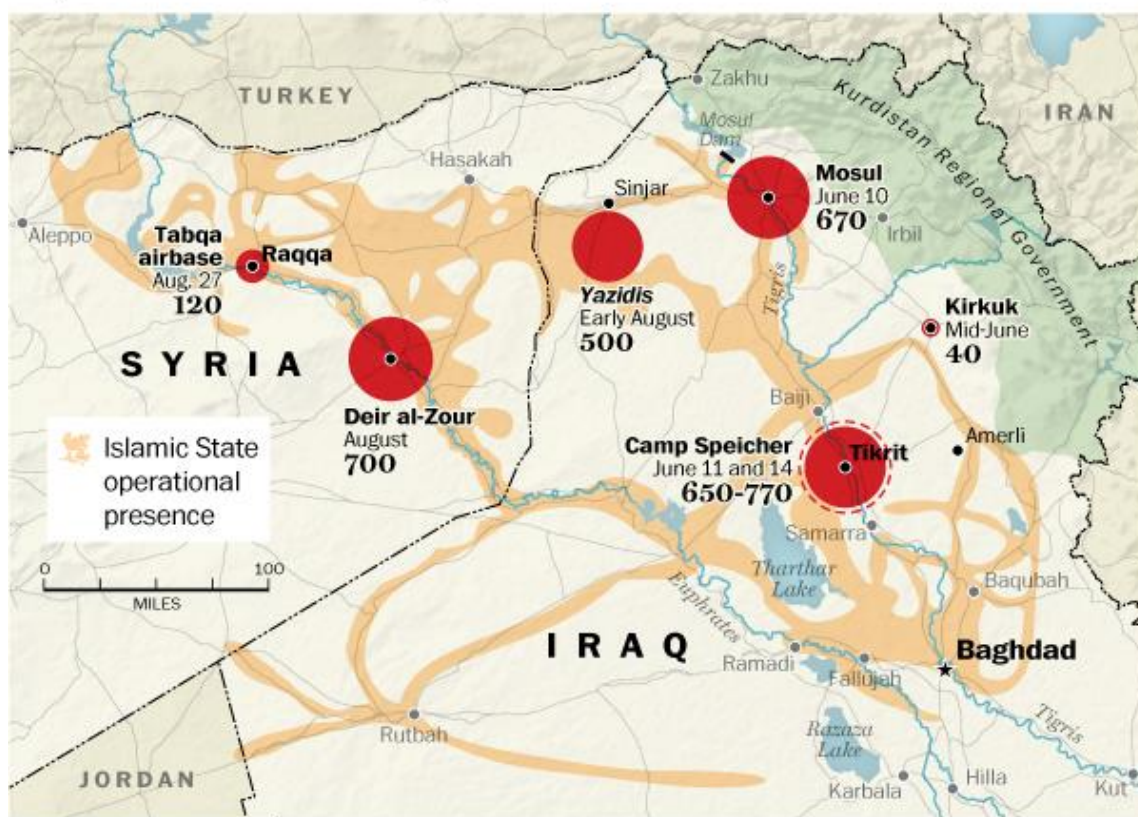 TURKEY
Zakhu
Kurdistan Regional Government
IRAN
Mosul
Dam
Hasakah
Sinjar
Mosul
June 10
670
Aleppo
Tabqa
airbase
Aug. 27
120
Raqqa
Irbil
Tigris
Yazidis
Early August
500
Kirkuk
Mid-June
40
SYRIA
Deir al-Zour
August
700
Baiji
Camp Speicher
June 11 and 14
650-770
Tikrit
Amerli
Islamic State
operational
presence
Samarra
0 100
MILES
Tharthar
Lake
Baqubah
Euphrates
IRAQ
Ramadi
Fallujah
Baghdad
Rutbah
Razaza
Lake
Tigris
JORDAN
Karbala
Hilla
Kut